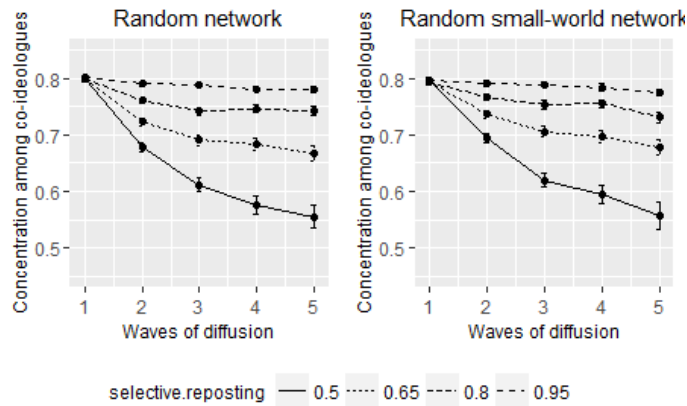 Random network
Random small-world network
Concentration among co-ideologues
0.8
0.7
0.6
0.5
1 2 3 4 5
Waves of diffusion
Concentration among co-ideologues
0.8
0.7
0.6
0.5
1 2 3 4 5
Waves of diffusion
selective.reposting 0.5 0.65 0.8 0.95